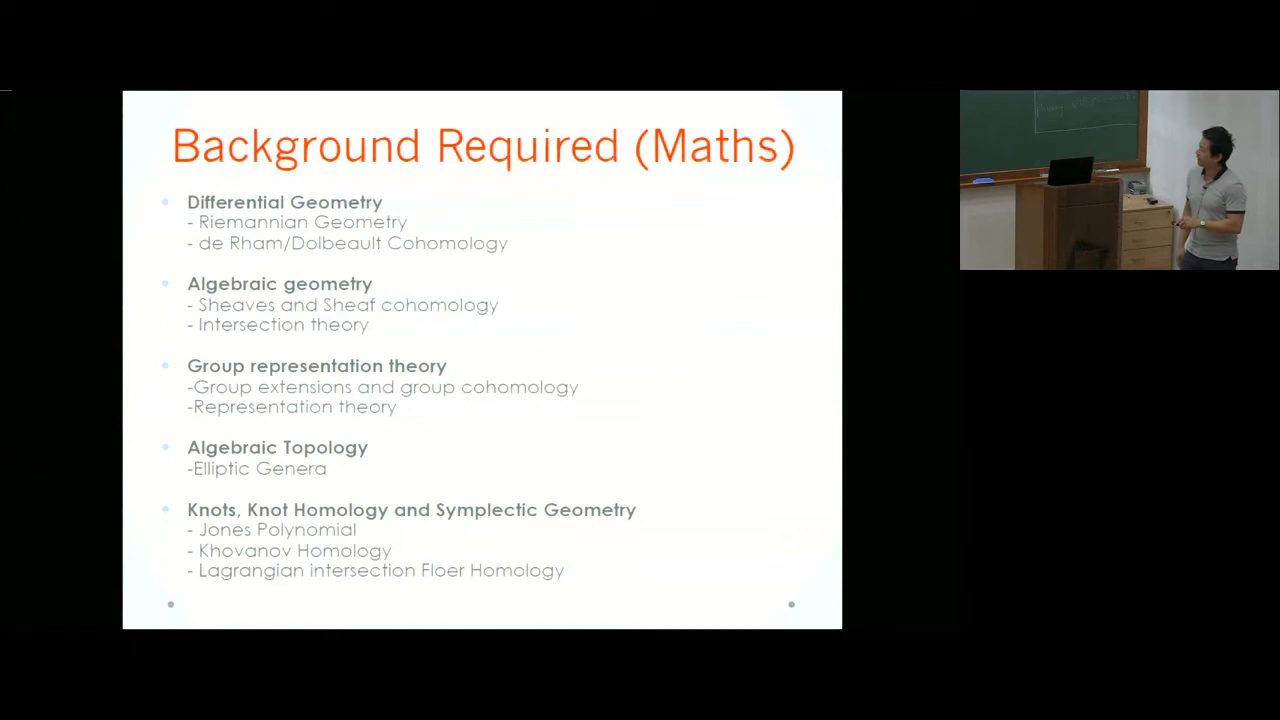 Background Required (Maths)
Differential Geometry
- Riemannian Geometry
- de Rham/Dolbeault Cohomology
Algebraic geometry
- Sheaves and Sheaf cohomology
- Intersection theory
Group representation theory
-Group extensions and group cohomology
-Representation theory
Algebraic Topology
-Elliptic Genera
Knots, Knot Homology and Symplectic Geometry
- Jones Polynomial
- Khovanov Homology
- Lagrangian intersection Floer Homology